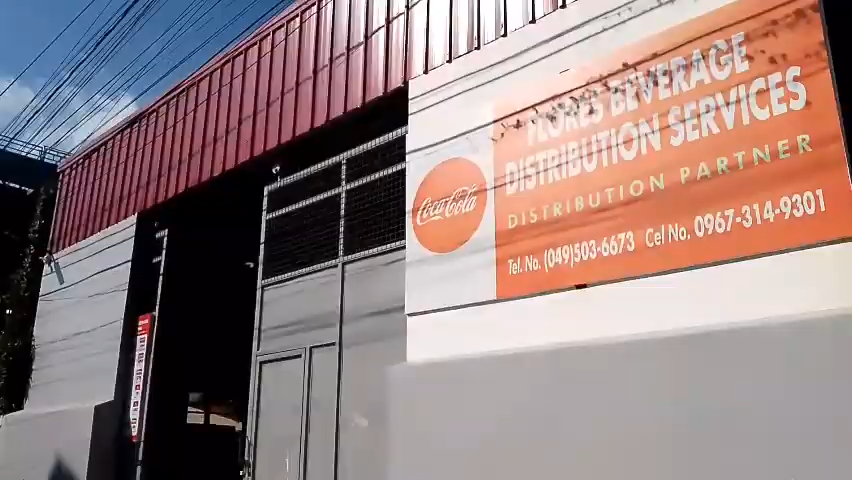 FLORES BEVERAGE
DISTRIBUTION SERVICES
DISTRIBUTION PARTNER
Tel. No. (049)503-6673 Cel No. 0967-314-9301
Coca-Cola